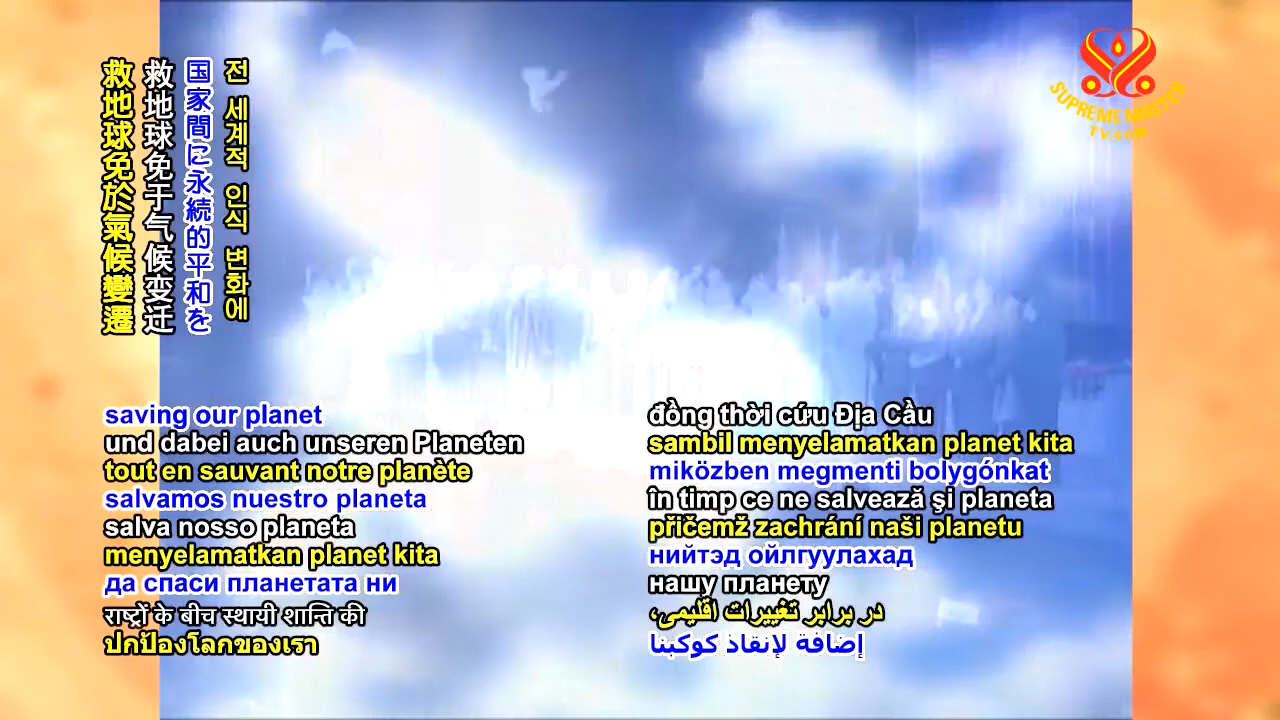 救地球免於氣候變遷
救地球免于气候变迁
国家間に永続的平和を
전 세계적 인식 변화에
SUPREME MASTER
TV.com
saving our planet
und dabei auch unseren Planeten
tout en sauvant notre planète
salvamos nuestro planeta
salva nosso planeta
menyelamatkan planet kita
да спаси планетата ни
राष्ट्रों के बीच स्थायी शान्ति की
ปกป้องโลกของเรา
đồng thời cứu Địa Cầu
sambil menyelamatkan planet kita
miközben megmenti bolygónkat
în timp ce ne salvează şi planeta
přičemž zachrání naši planetu
нийтэд ойлгуулахад
нашу планету
در برابر تغییرات اقلیمی،
إضافة لإنقاذ كوكبنا